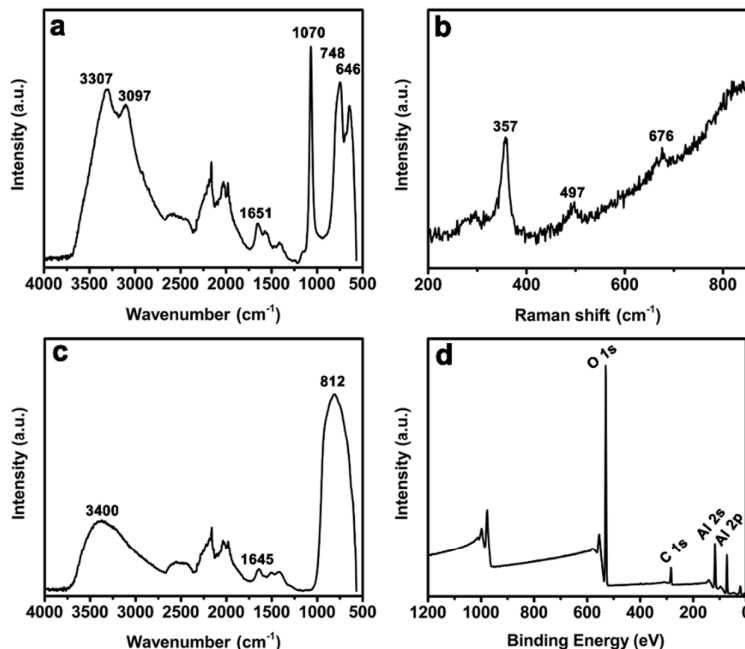 a
1070
748
646
3307
3097
1651
Intensity (a.u.)
4000 3500 3000 2500 2000 1500 1000 500
Wavenumber (cm-1)
b
357
497
676
Intensity (a.u.)
200 400 600 800
Raman shift (cm-1)
c
812
3400
1645
Intensity (a.u.)
4000 3500 3000 2500 2000 1500 1000 500
Wavenumber (cm-1)
d
O 1s
C 1s
Al 2s
Al 2p
Intensity (a.u.)
1200 1000 800 600 400 200 0
Binding Energy (eV)